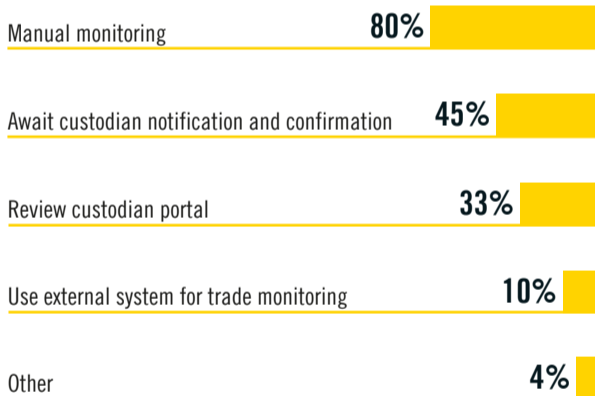 Manual monitoring 80%
Await custodian notification and confirmation 45%
Review custodian portal 33%
Use external system for trade monitoring 10%
Other 4%